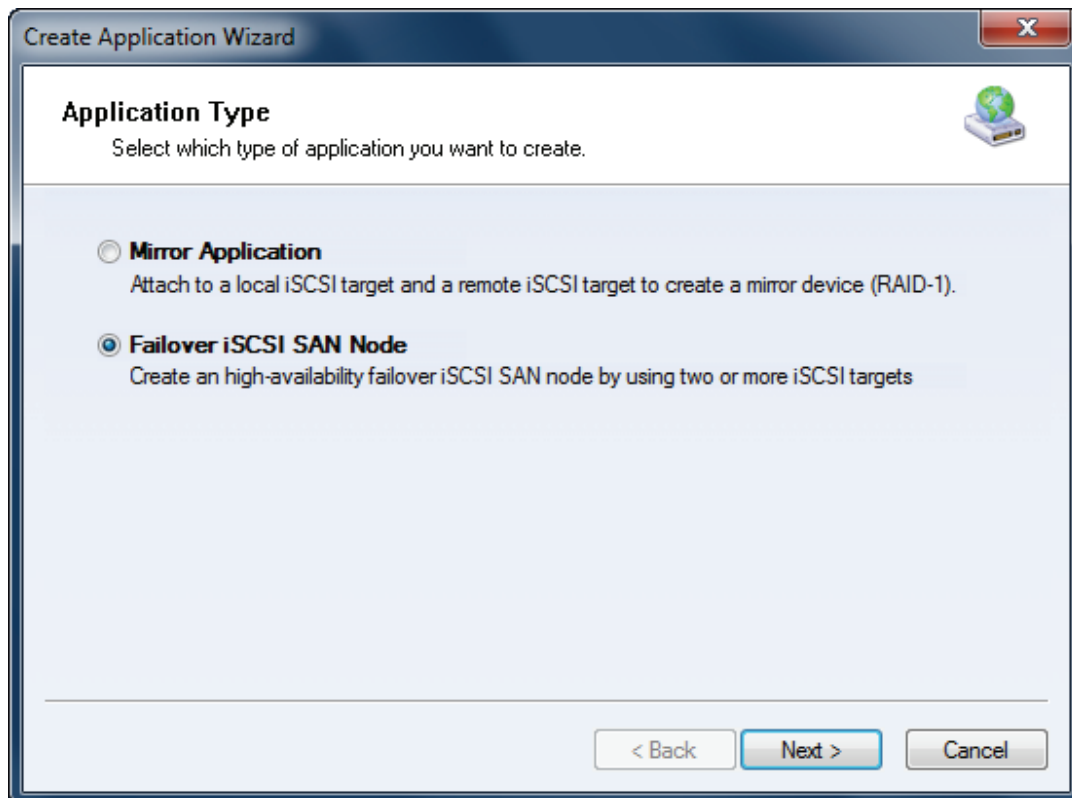 Create Application Wizard
Application Type
Select which type of application you want to create.
Mirror Application
Attach to a local iSCSI target and a remote iSCSI target to create a mirror device (RAID-1).
Failover iSCSI SAN Node
Create an high-availability failover iSCSI SAN node by using two or more iSCSI targets
< Back
Next >
Cancel